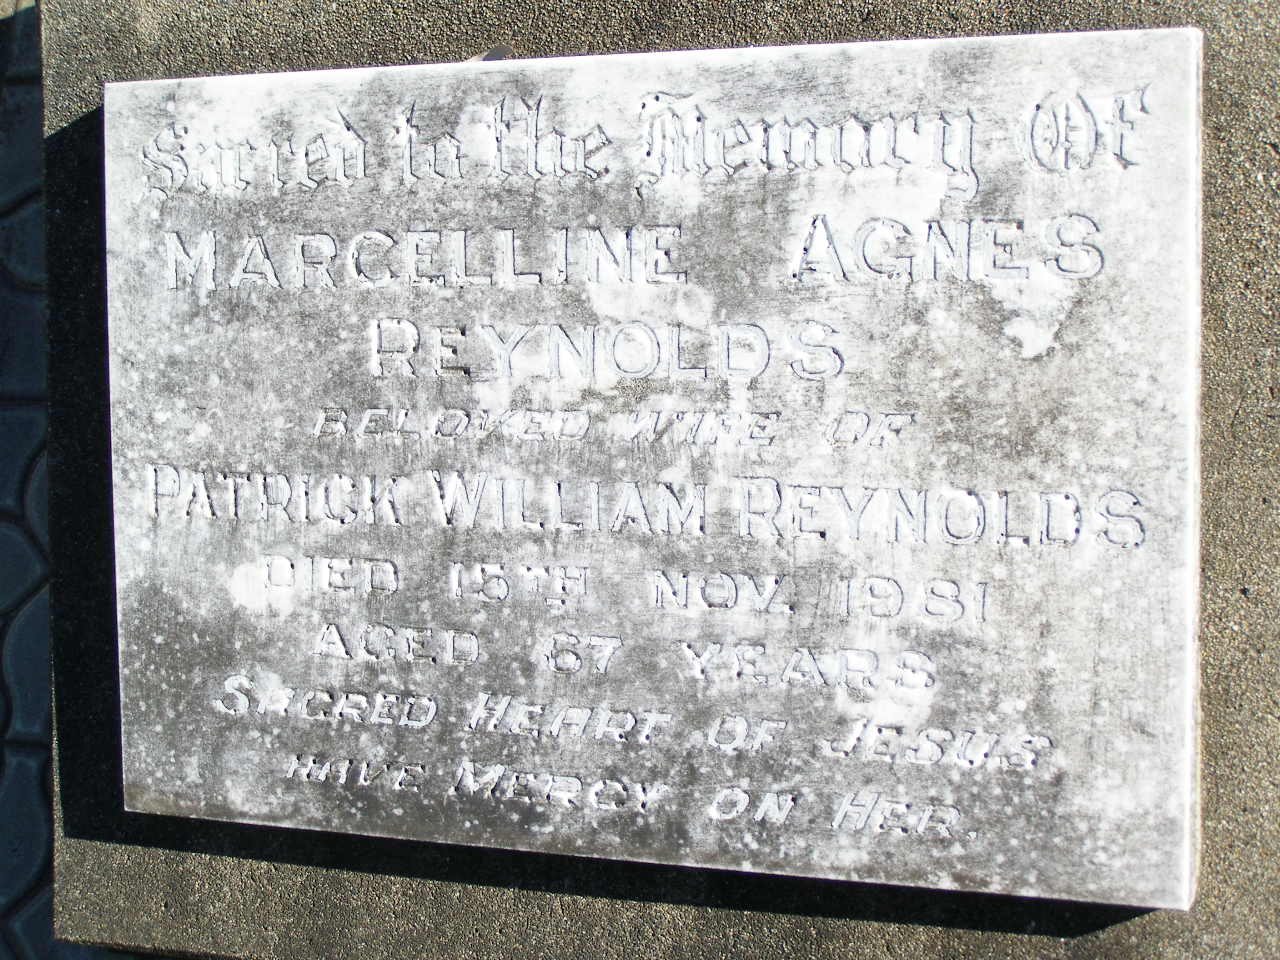 Sacred to the Memory Of
MARCELLINE AGNES
REYNOLDS
BELOVED WIFE OF
PATRICK WILLIAM REYNOLDS
DIED 15TH NOV. 1981
AGED 67 YEARS
SACRED HEART OF JESUS
HAVE MERCY ON HER.